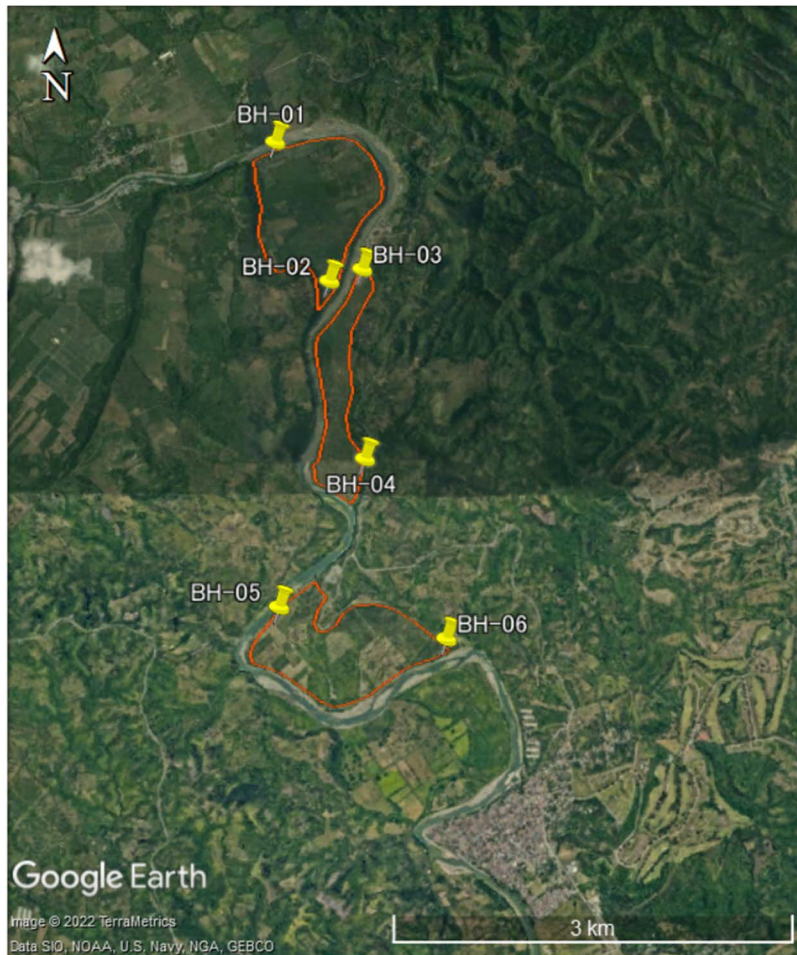 N
BH-01
BH-02
BH-03
BH-04
BH-05
BH-06
Google Earth
Image © 2022 TerraMetrics
Data SIO, NOAA, U.S. Navy, NGA, GEBCO
3 km